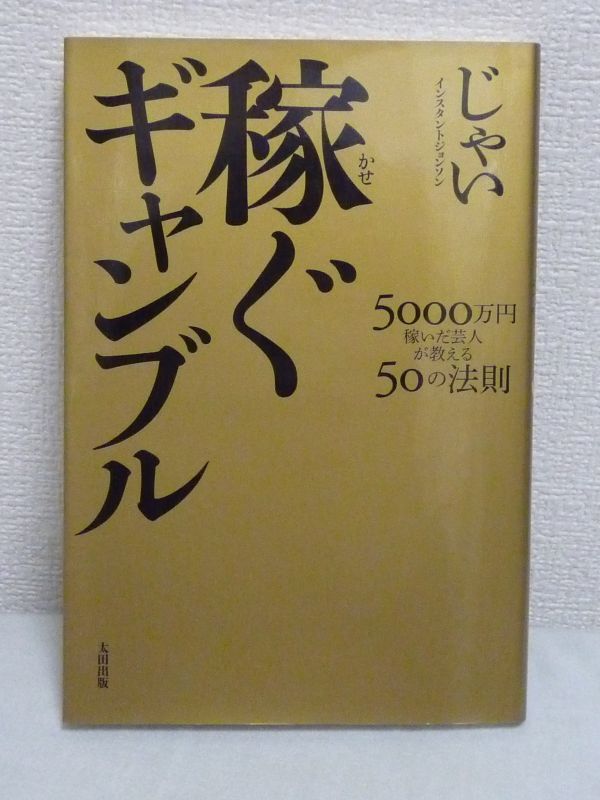 じゃい
インスタントジョンソン
稼ぐ
かせ
ギャンブル
5000万円
稼いだ芸人
が教える
50の法則
太田出版